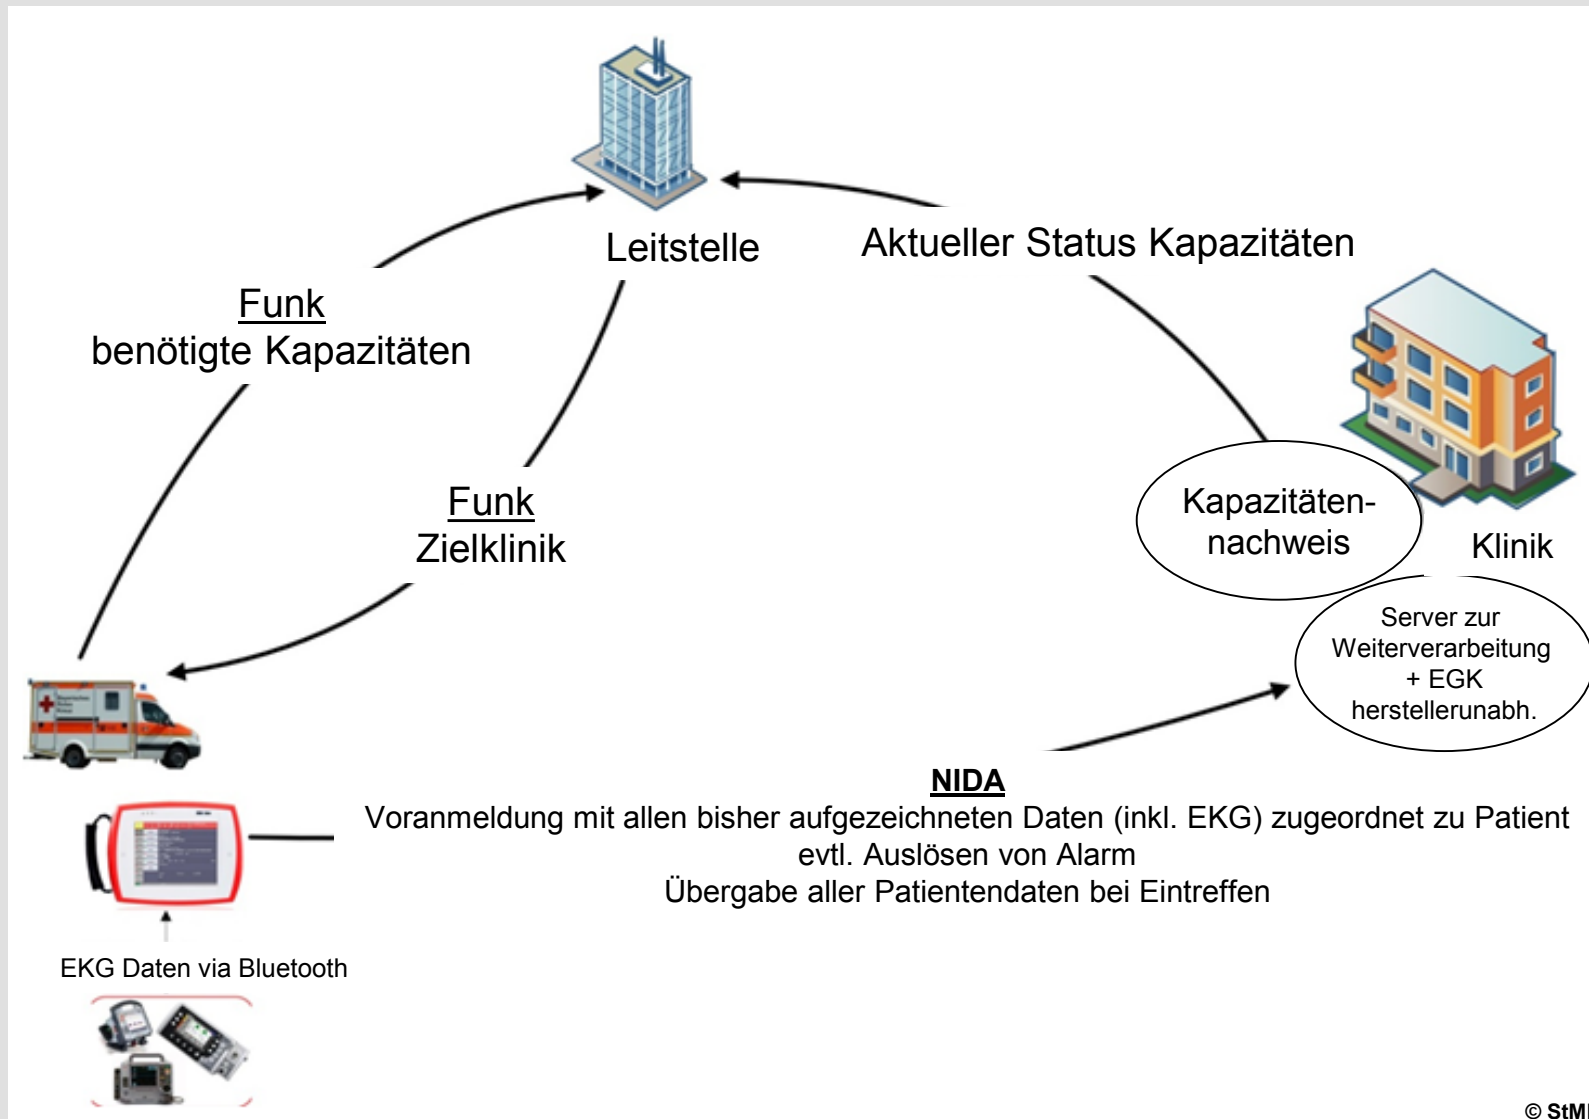 Leitstelle
Aktueller Status Kapazitäten
Funk
benötigte Kapazitäten
Funk
Zielklinik
Kapazitäten-
nachweis
Klinik
Server zur
Weiterverarbeitung
+ EGK
herstellerunabh.
NIDA
Voranmeldung mit allen bisher aufgezeichneten Daten (inkl. EKG) zugeordnet zu Patient
evtl. Auslösen von Alarm
Übergabe aller Patientendaten bei Eintreffen
EKG Daten via Bluetooth